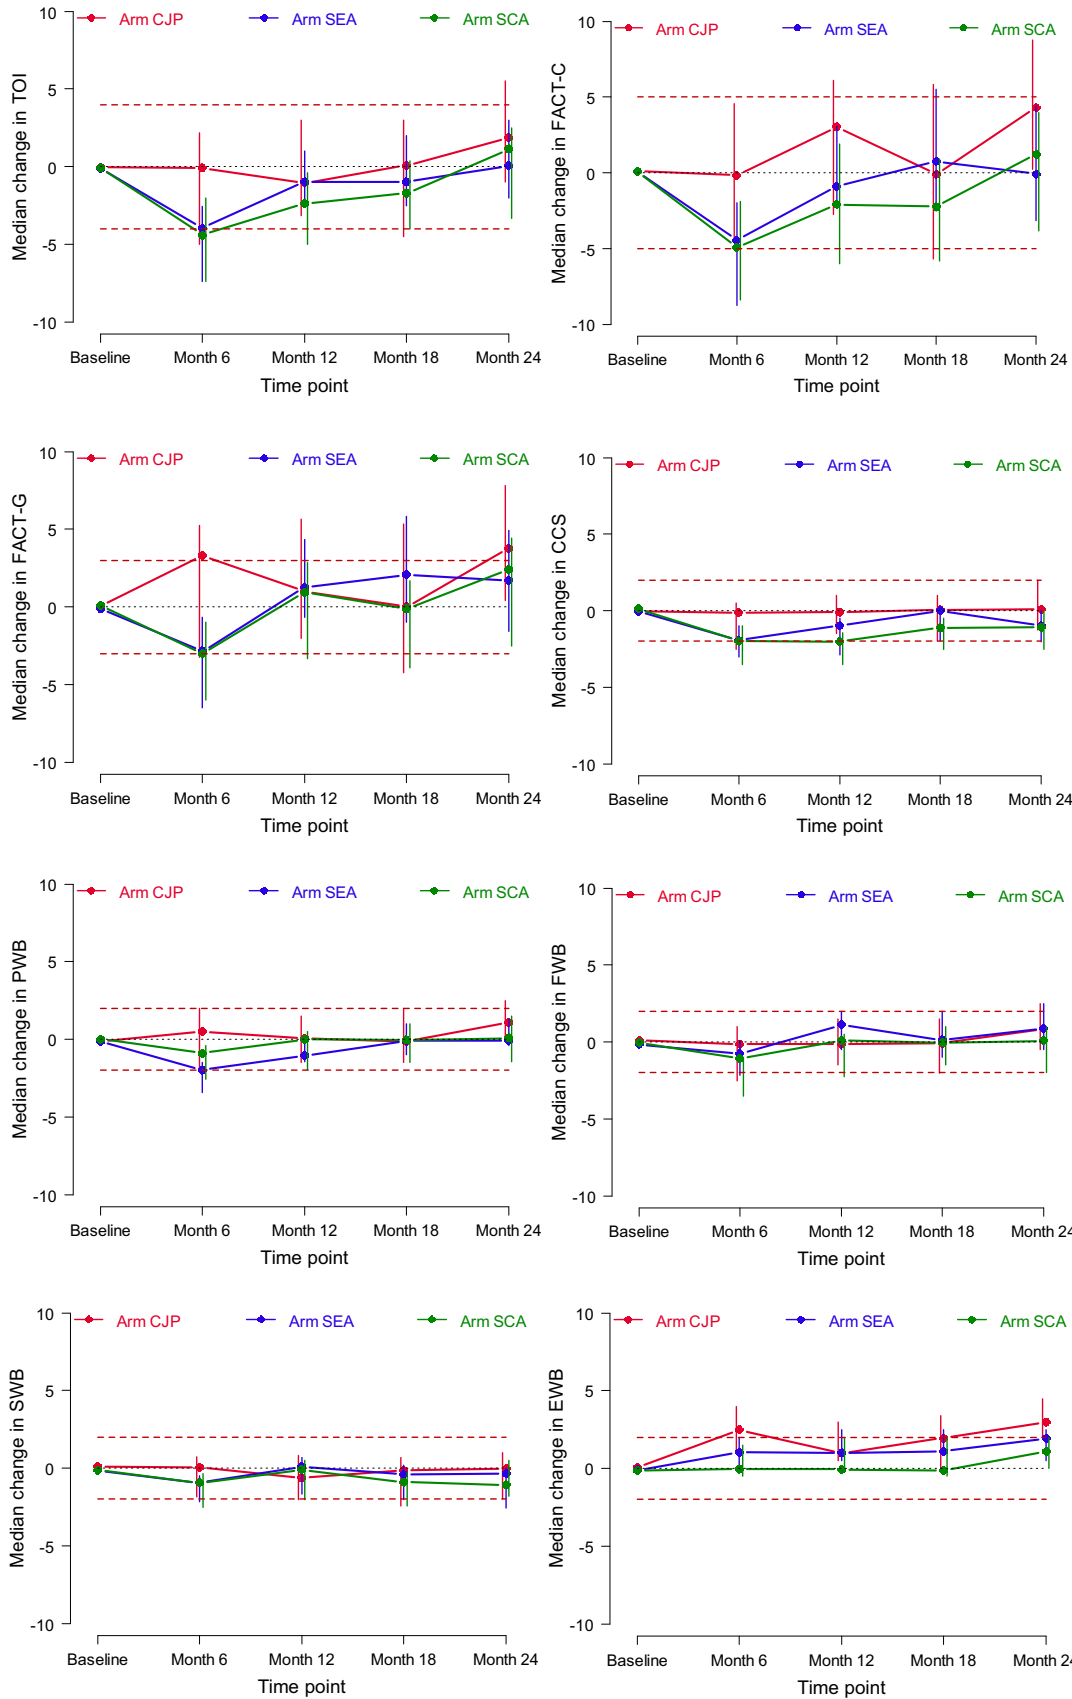 Arm CJP Arm SEA Arm SCA
Median change in TOI
10
5
0
-5
-10
Baseline Month 6 Month 12 Month 18 Month 24
Time point
Arm CJP Arm SEA Arm SCA
Median change in FACT-C
10
5
0
-5
-10
Baseline Month 6 Month 12 Month 18 Month 24
Time point
Arm CJP Arm SEA Arm SCA
Median change in FACT-G
10
5
0
-5
-10
Baseline Month 6 Month 12 Month 18 Month 24
Time point
Arm CJP Arm SEA Arm SCA
Median change in CCS
10
5
0
-5
-10
Baseline Month 6 Month 12 Month 18 Month 24
Time point
Arm CJP Arm SEA Arm SCA
Median change in PWB
10
5
0
-5
-10
Baseline Month 6 Month 12 Month 18 Month 24
Time point
Arm CJP Arm SEA Arm SCA
Median change in FWB
10
5
0
-5
-10
Baseline Month 6 Month 12 Month 18 Month 24
Time point
Arm CJP Arm SEA Arm SCA
Median change in SWB
10
5
0
-5
-10
Baseline Month 6 Month 12 Month 18 Month 24
Time point
Arm CJP Arm SEA Arm SCA
Median change in EWB
10
5
0
-5
-10
Baseline Month 6 Month 12 Month 18 Month 24
Time point